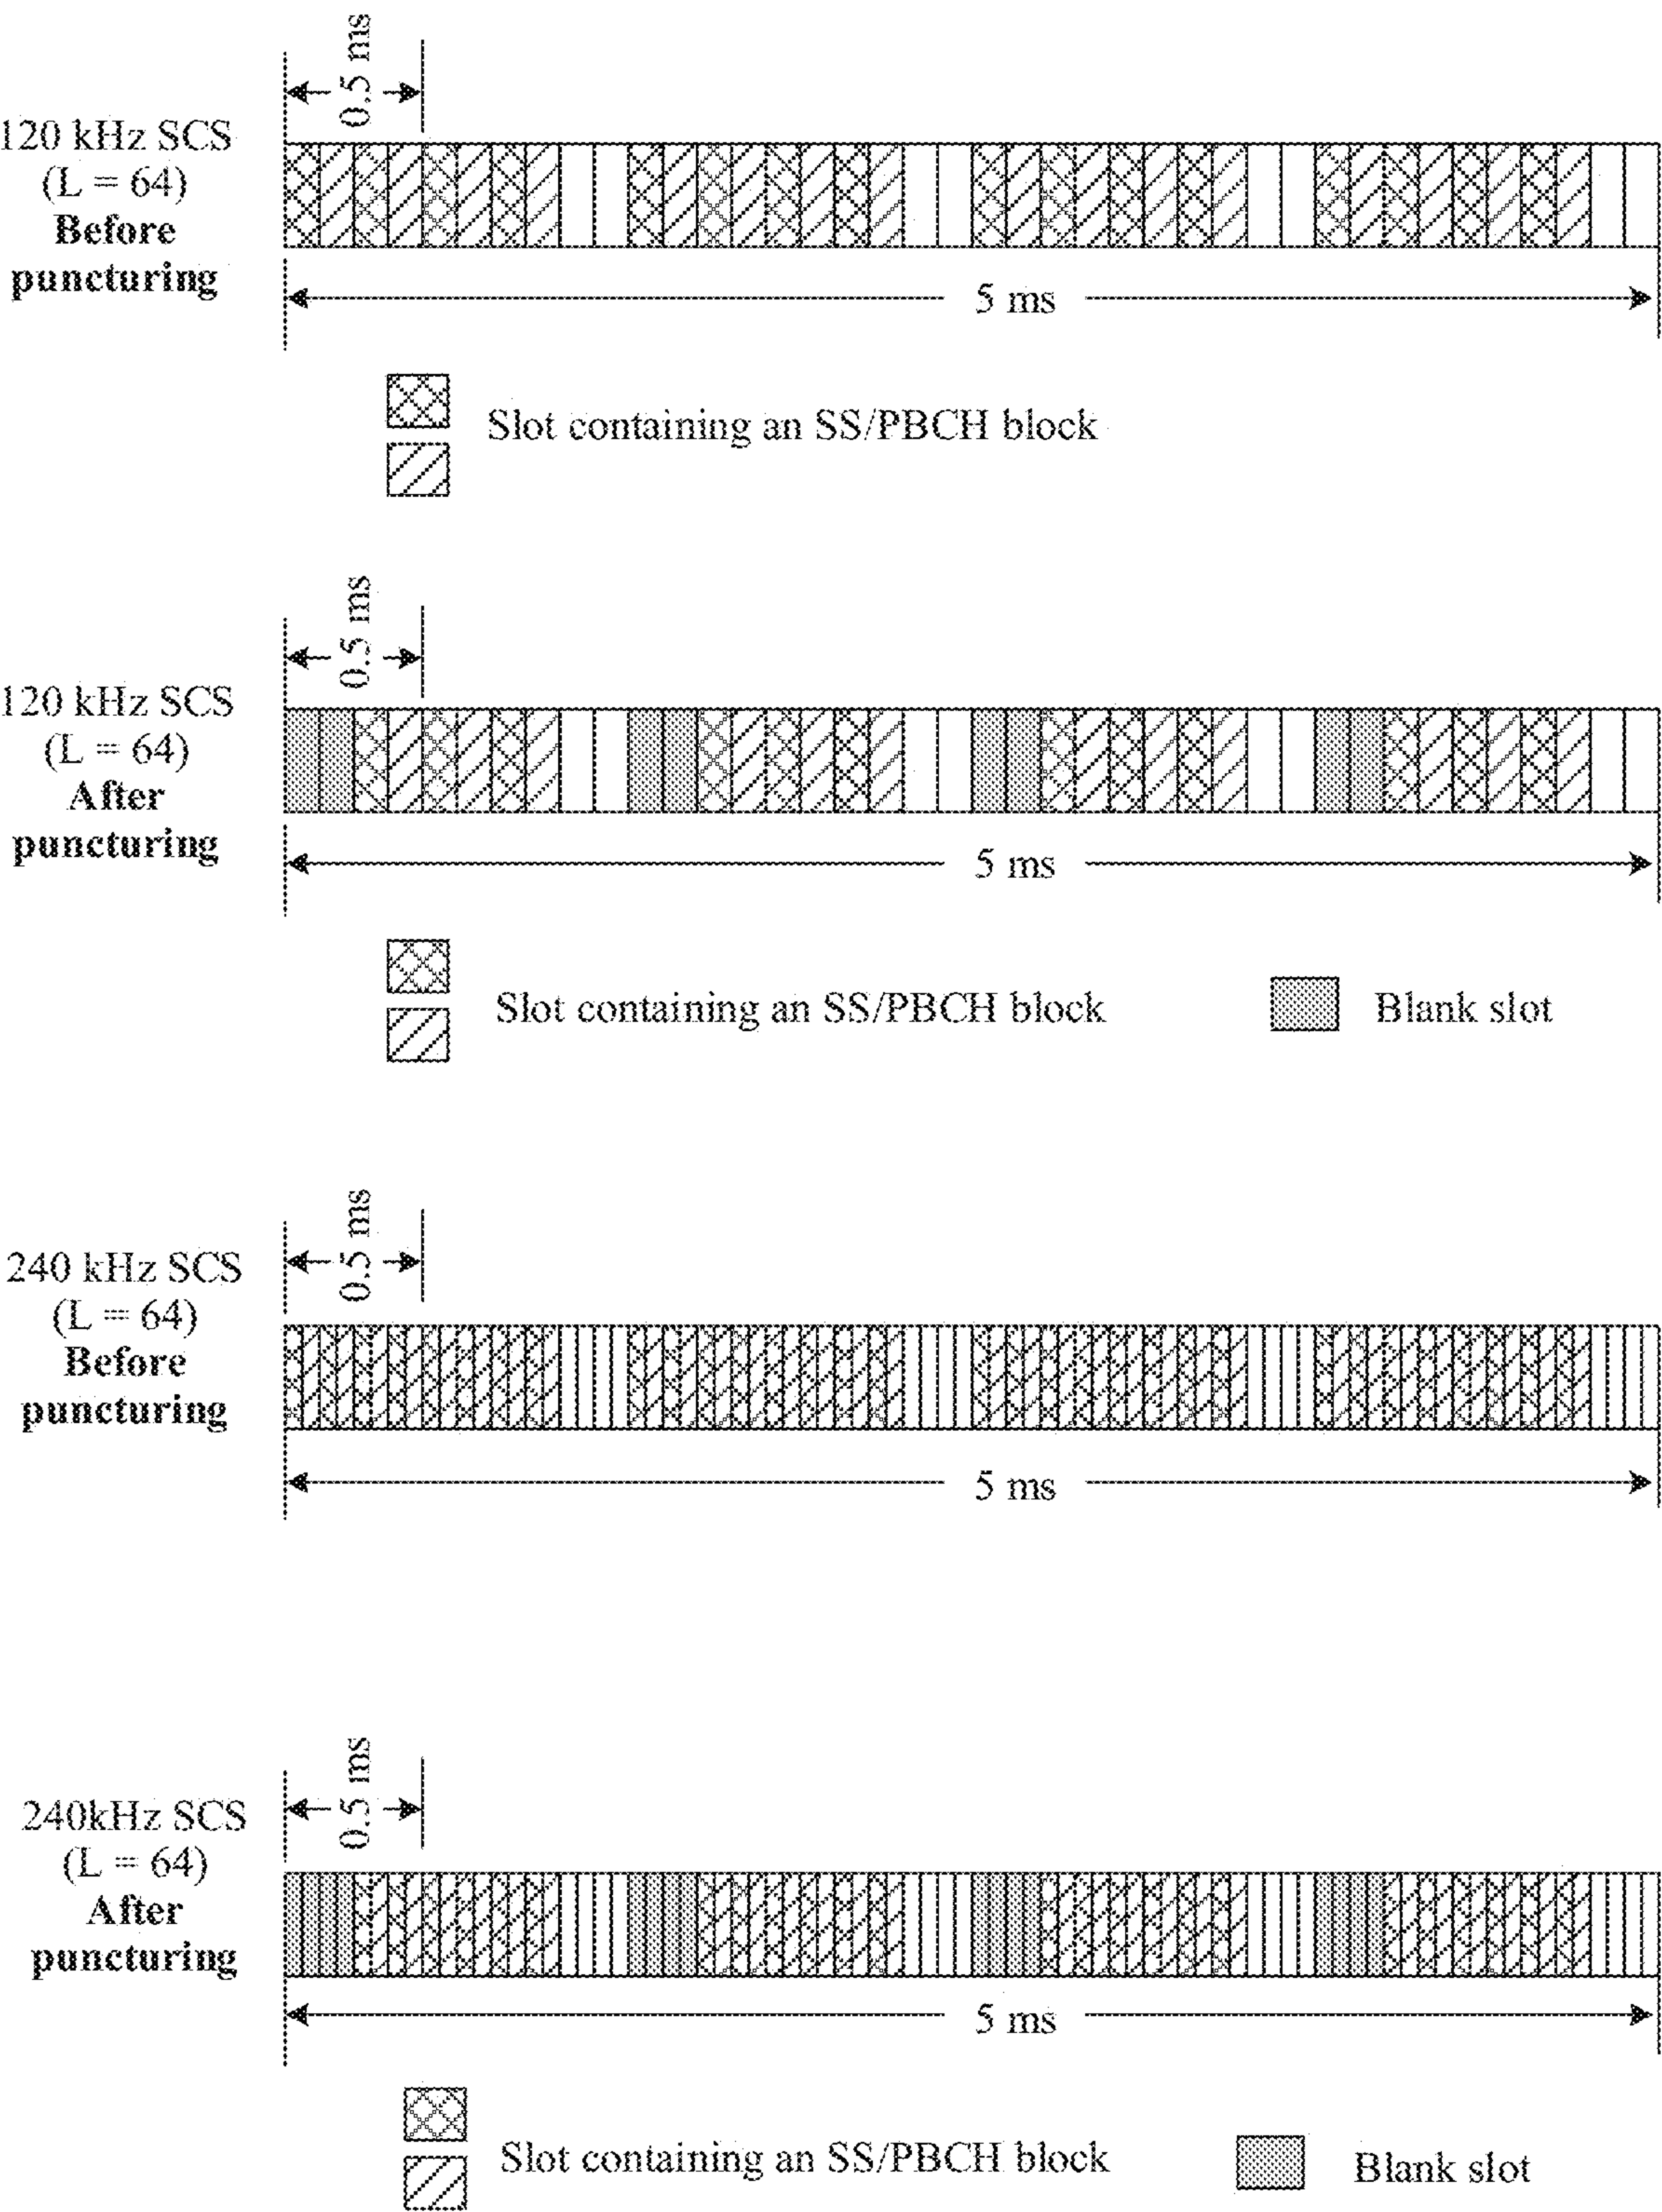 0.5 ms
120 kHz SCS
(L = 64)
Before
puncturing
5 ms
Slot containing an SS/PBCH block
0.5 ms
120 kHz SCS
(L = 64)
After
puncturing
5 ms
Slot containing an SS/PBCH block
Blank slot
0.5 ms
240 kHz SCS
(L = 64)
Before
puncturing
5 ms
0.5 ms
240kHz SCS
(L = 64)
After
puncturing
5 ms
Slot containing an SS/PBCH block
Blank slot